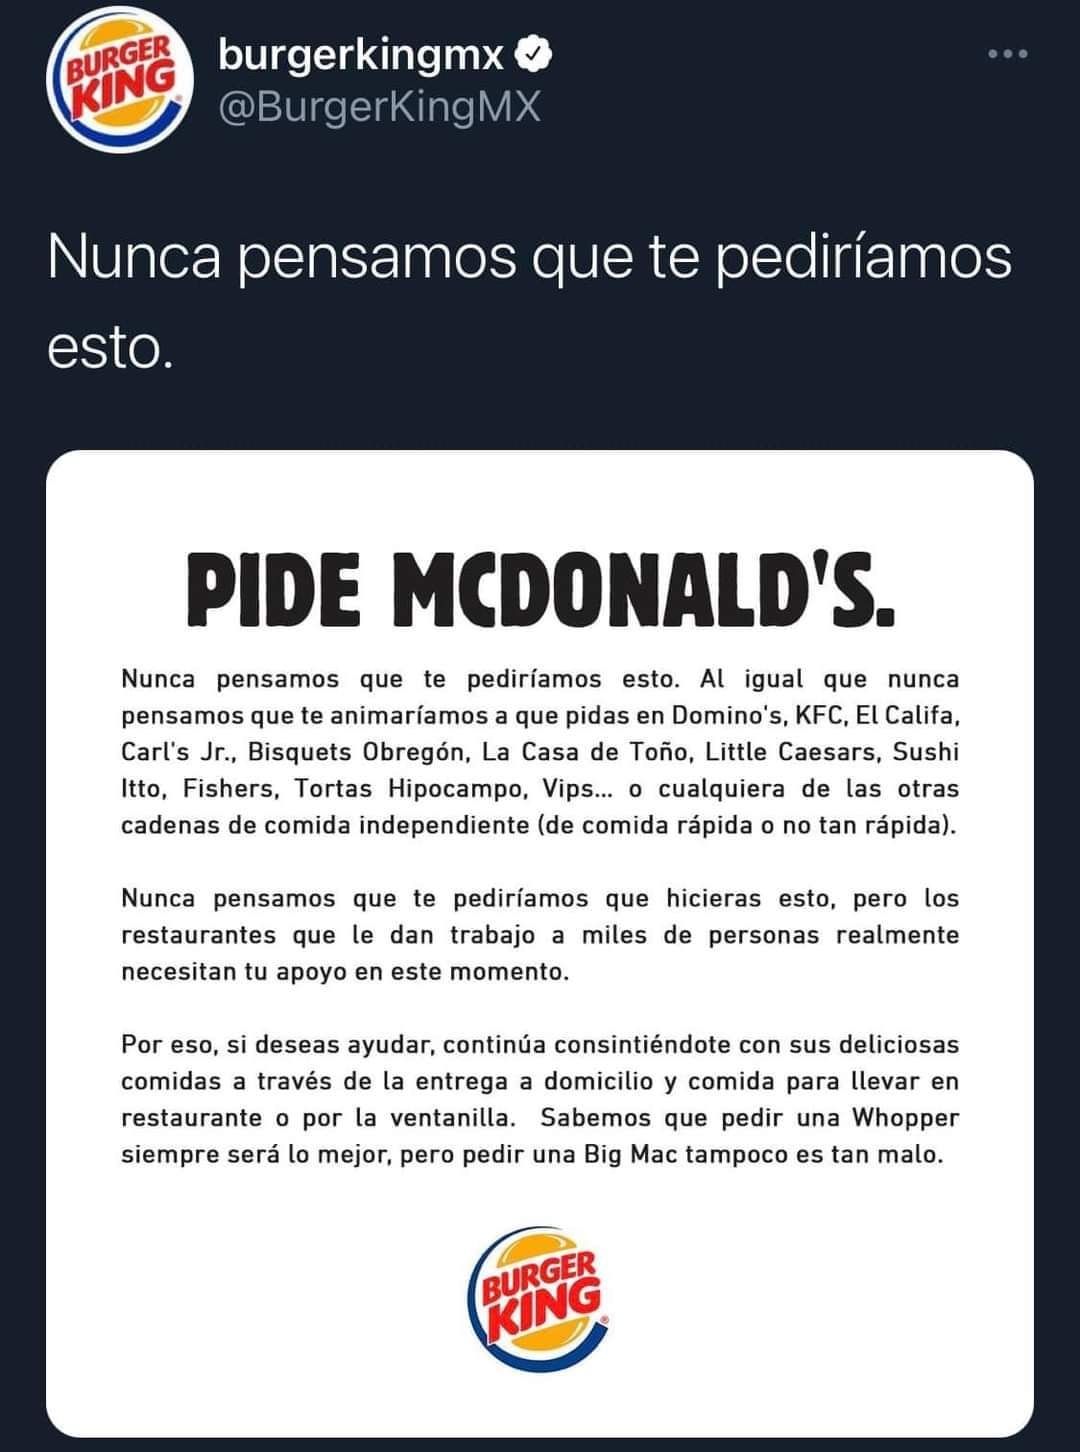 BURGER
KING
burgerkingmx
@BurgerKingMX
Nunca pensamos que te pediríamos
esto.
PIDE MCDONALD'S.
Nunca pensamos que te pediríamos esto. Al igual que nunca
pensamos que te animaríamos a que pidas en Domino's, KFC, El Califa,
Carl's Jr., Bisquets Obregón, La Casa de Toño, Little Caesars, Sushi
Itto, Fishers, Tortas Hipocampo, Vips... o cualquiera de las otras
cadenas de comida independiente (de comida rápida o no tan rápida).
Nunca pensamos que te pediríamos que hicieras esto, pero los
restaurantes que le dan trabajo a miles de personas realmente
necesitan tu apoyo en este momento.
Por eso, si deseas ayudar, continúa consintiéndote con sus deliciosas
comidas a través de la entrega a domicilio y comida para llevar en
restaurante o por la ventanilla. Sabemos que pedir una Whopper
siempre será lo mejor, pero pedir una Big Mac tampoco es tan malo.
BURGER
KING®